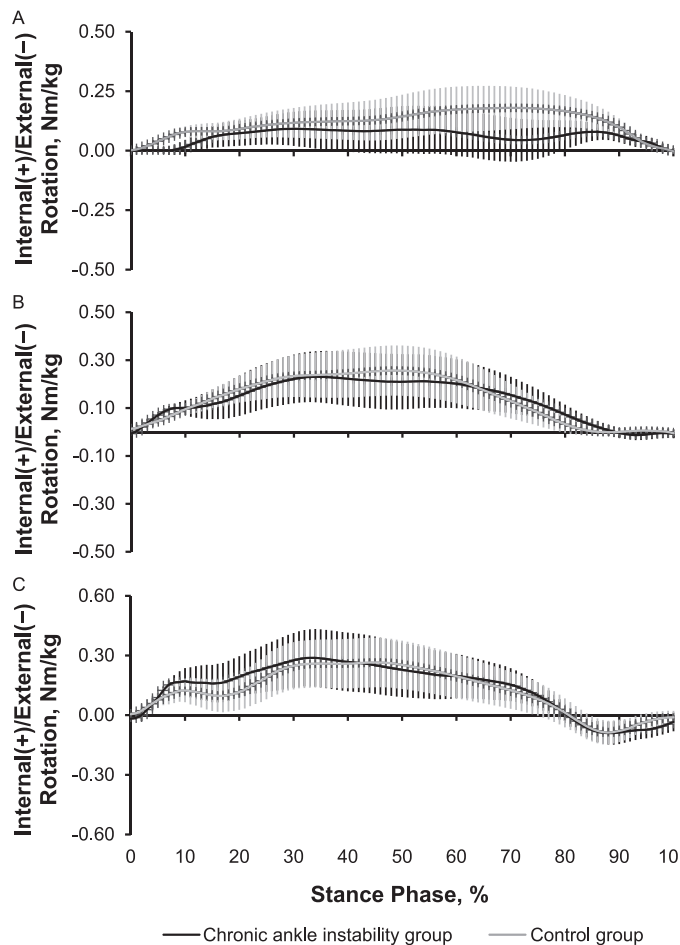 A
Internal(+)/External(−)
Rotation, Nm/kg
0.50
0.25
0.00
-0.25
-0.50
B
Internal(+)/External(−)
Rotation, Nm/kg
0.50
0.30
0.10
-0.10
-0.30
-0.50
C
Internal(+)/External(−)
Rotation, Nm/kg
0.60
0.30
0.00
-0.30
-0.60
0 10 20 30 40 50 60 70 80 90 10
Stance Phase, %
Chronic ankle instability group Control group